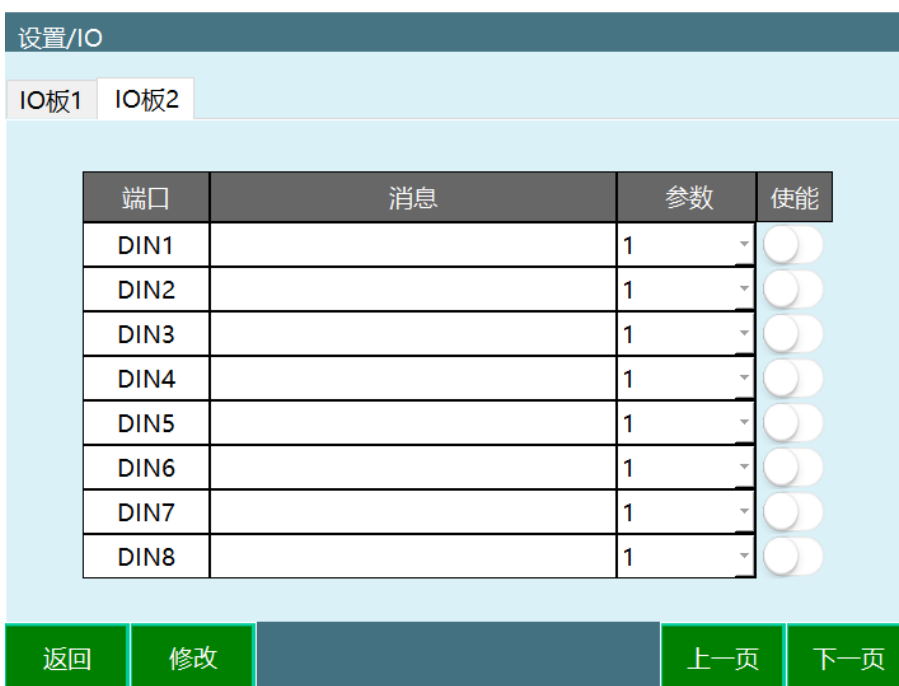 设置/IO
IO板1 IO板2
端口 消息 参数 使能
DIN1 1
DIN2 1
DIN3 1
DIN4 1
DIN5 1
DIN6 1
DIN7 1
DIN8 1
返回 修改 上一页 下一页